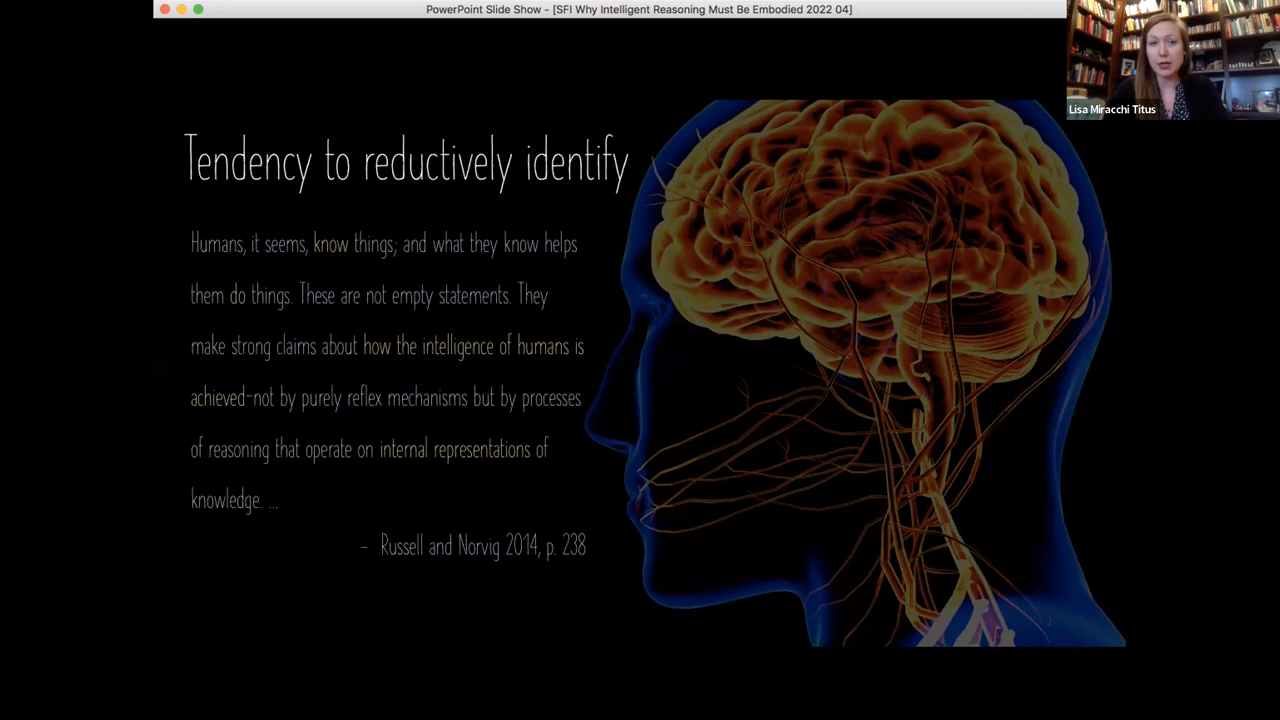 PowerPoint Slide Show - [SFI Why Intelligent Reasoning Must Be Embodied 2022 04]
Lisa Miracchi Titus
Tendency to reductively identify
Humans, it seems, know things; and what they know helps
them do things. These are not empty statements. They
make strong claims about how the intelligence of humans is
achieved–not by purely reflex mechanisms but by processes
of reasoning that operate on internal representations of
knowledge. ...
– Russell and Norvig 2014, p. 238
2